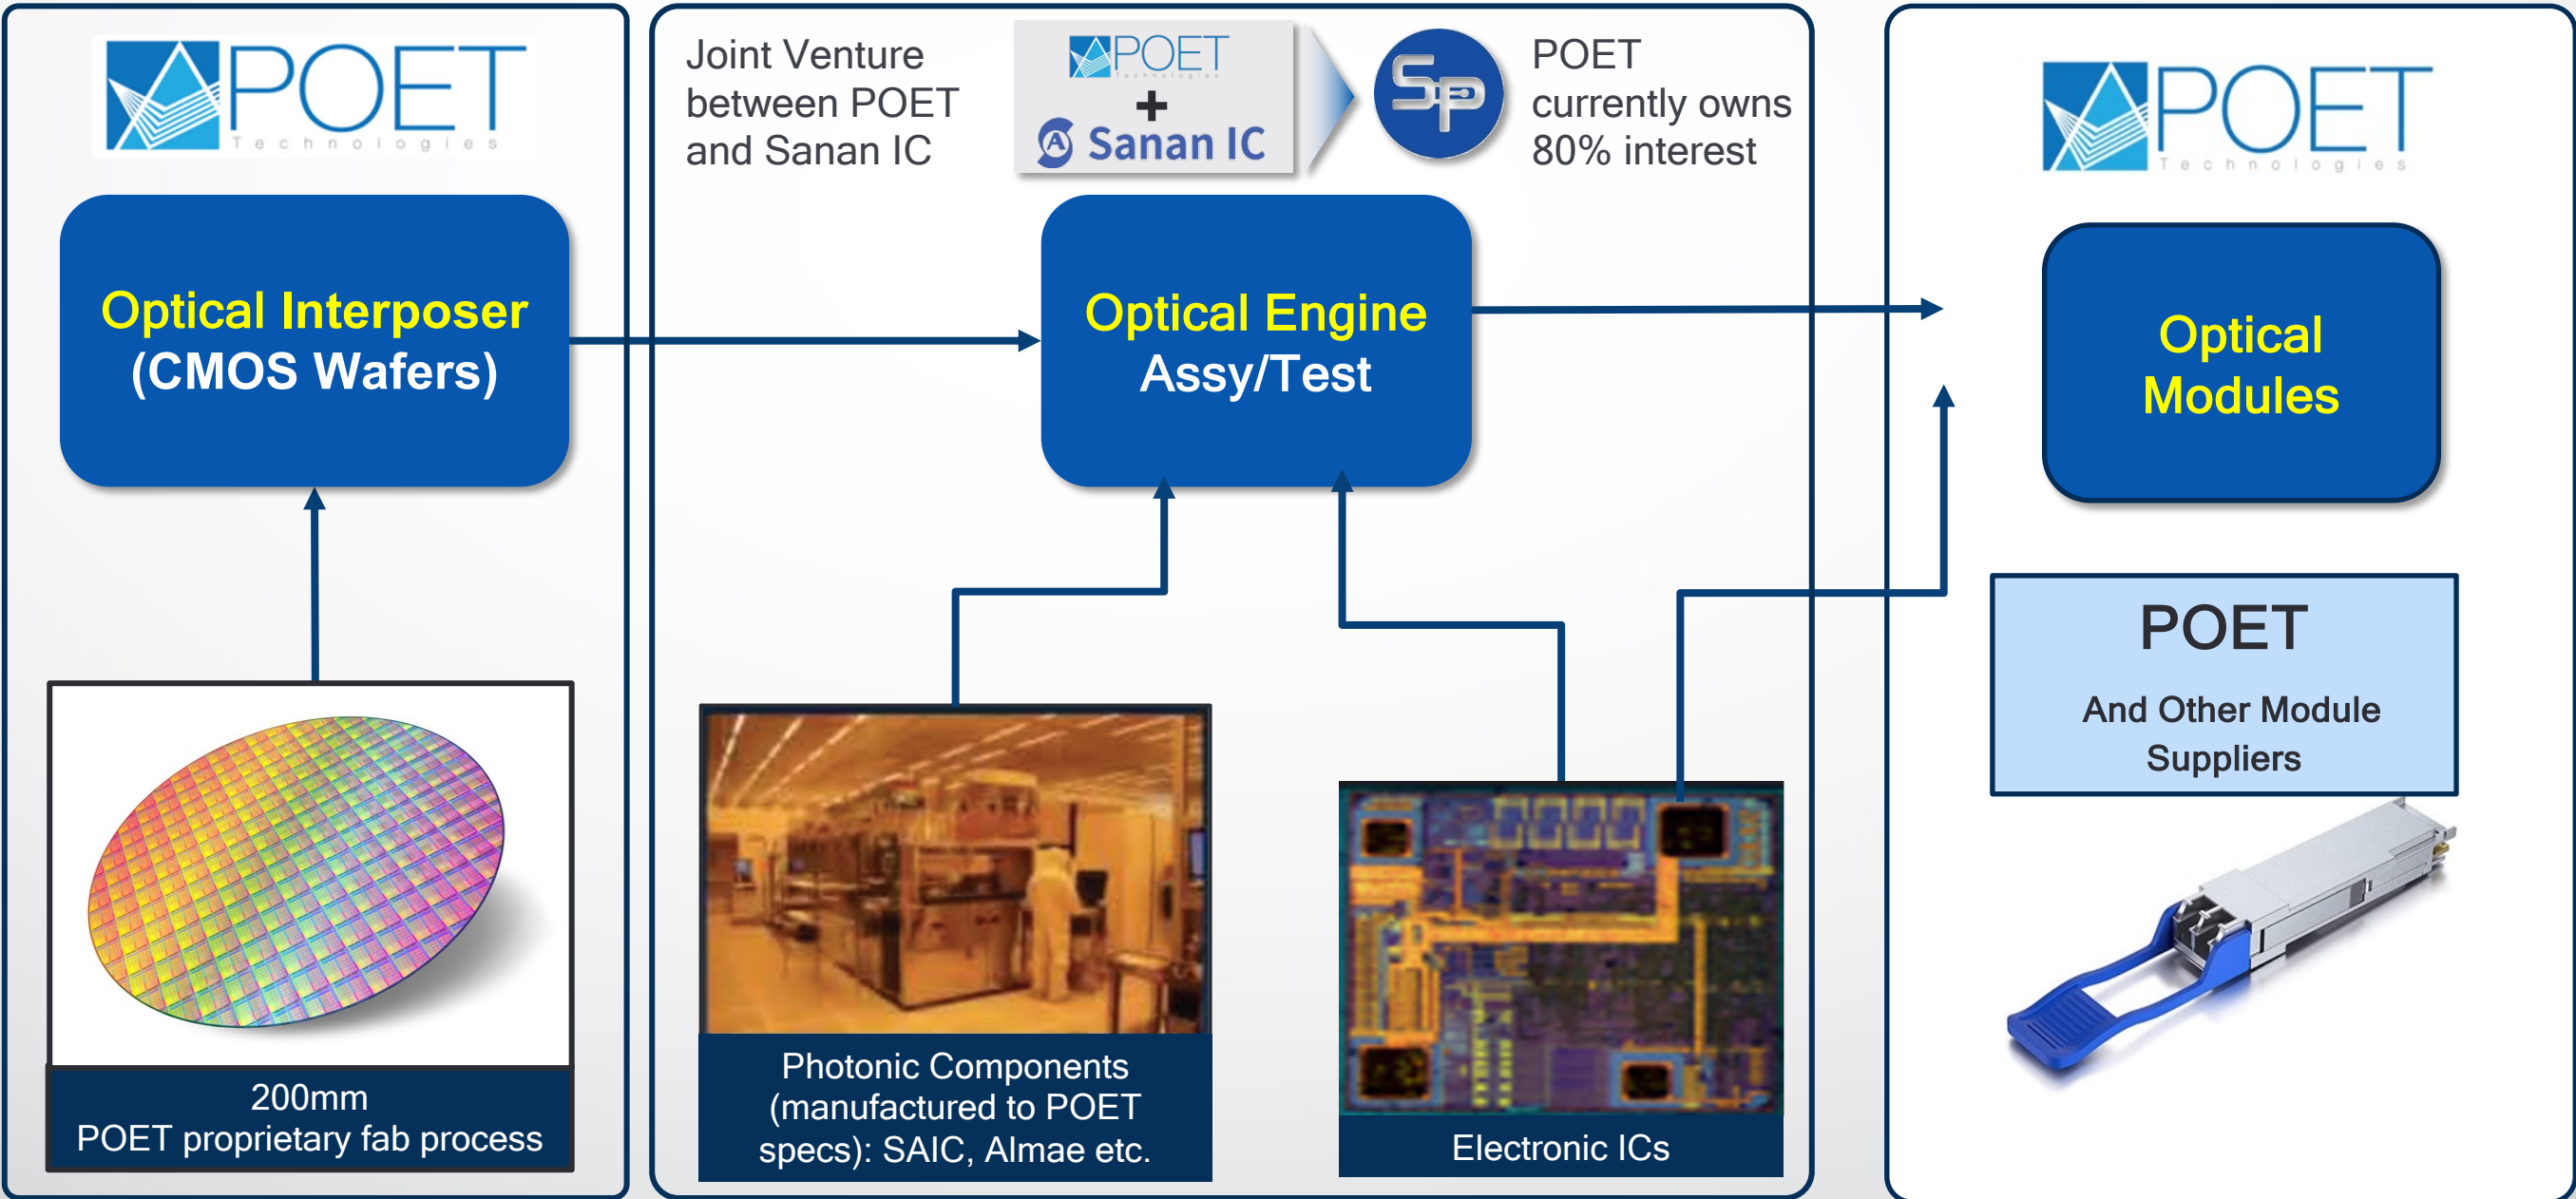 POET
Technologies
Optical Interposer
(CMOS Wafers)
200mm
POET proprietary fab process
Joint Venture
between POET
and Sanan IC
POET
Technologies
+
Sanan IC
SP
POET
currently owns
80% interest
Optical Engine
Assy/Test
Photonic Components
(manufactured to POET
specs): SAIC, Almae etc.
Electronic ICs
POET
Technologies
Optical
Modules
POET
And Other Module
Suppliers